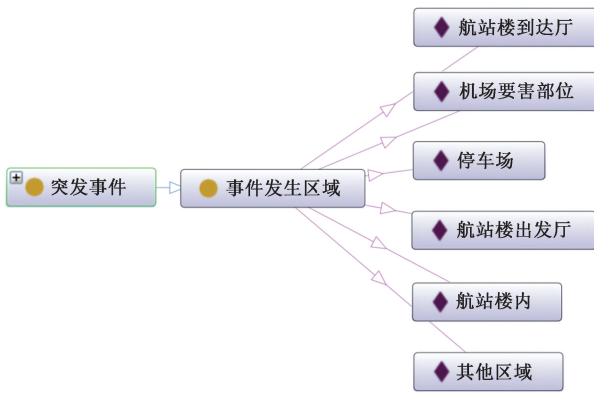 航站楼到达厅
机场要害部位
停车场
突发事件
事件发生区域
航站楼出发厅
航站楼内
其他区域